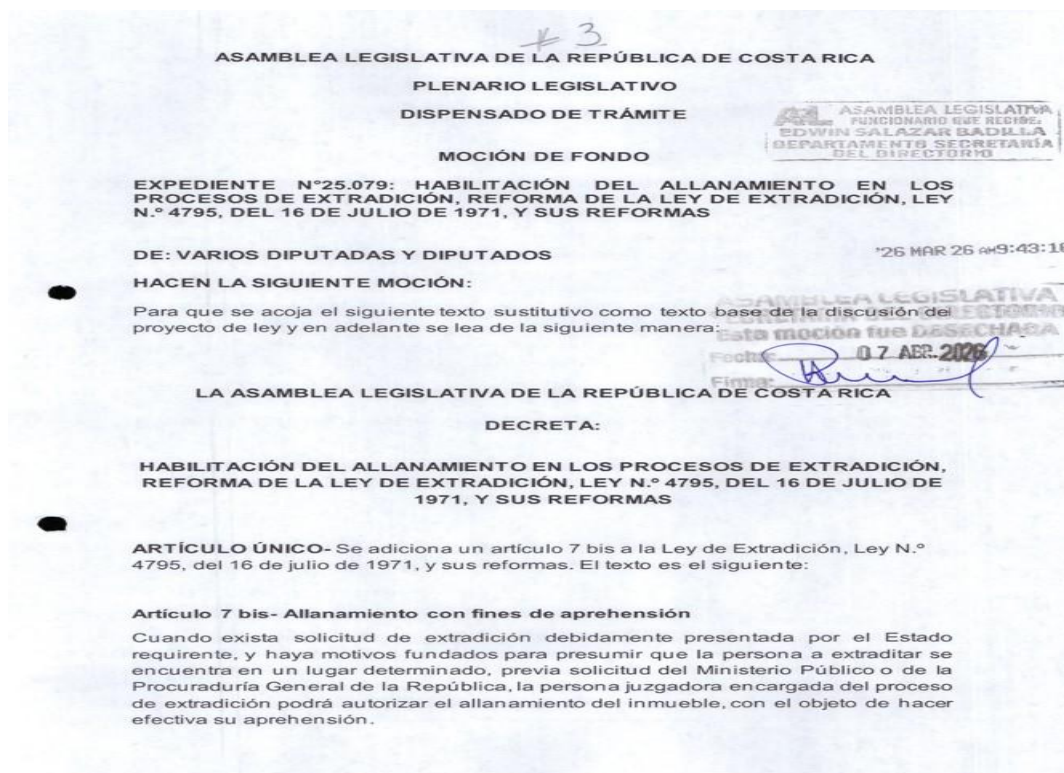 # 3
ASAMBLEA LEGISLATIVA DE LA REPÚBLICA DE COSTA RICA
PLENARIO LEGISLATIVO
DISPENSADO DE TRÁMITE
ASAMBLEA LEGISLATIVA
FUNCIONARIO QUE RECIBE:
EDWIN SALAZAR BADILLA
DEPARTAMENTO SECRETARÍA
DEL DIRECTORIO
MOCIÓN DE FONDO
EXPEDIENTE N°25.079: HABILITACIÓN DEL ALLANAMIENTO EN LOS
PROCESOS DE EXTRADICIÓN, REFORMA DE LA LEY DE EXTRADICIÓN, LEY
N.º 4795, DEL 16 DE JULIO DE 1971, Y SUS REFORMAS
DE: VARIOS DIPUTADAS Y DIPUTADOS
'26 MAR 26 AM9:43:18
HACEN LA SIGUIENTE MOCIÓN:
Para que se acoja el siguiente texto sustitutivo como texto base de la discusión del
proyecto de ley y en adelante se lea de la siguiente manera:
ASAMBLEA LEGISLATIVA
DIRECTORIO
Esta moción fue DESECHADA
Fecha: 07 ABR. 2026
Firma:
LA ASAMBLEA LEGISLATIVA DE LA REPÚBLICA DE COSTA RICA
DECRETA:
HABILITACIÓN DEL ALLANAMIENTO EN LOS PROCESOS DE EXTRADICIÓN,
REFORMA DE LA LEY DE EXTRADICIÓN, LEY N.º 4795, DEL 16 DE JULIO DE
1971, Y SUS REFORMAS
ARTÍCULO ÚNICO- Se adiciona un artículo 7 bis a la Ley de Extradición, Ley N.º
4795, del 16 de julio de 1971, y sus reformas. El texto es el siguiente:
Artículo 7 bis- Allanamiento con fines de aprehensión
Cuando exista solicitud de extradición debidamente presentada por el Estado
requirente, y haya motivos fundados para presumir que la persona a extraditar se
encuentra en un lugar determinado, previa solicitud del Ministerio Público o de la
Procuraduría General de la República, la persona juzgadora encargada del proceso
de extradición podrá autorizar el allanamiento del inmueble, con el objeto de hacer
efectiva su aprehensión.